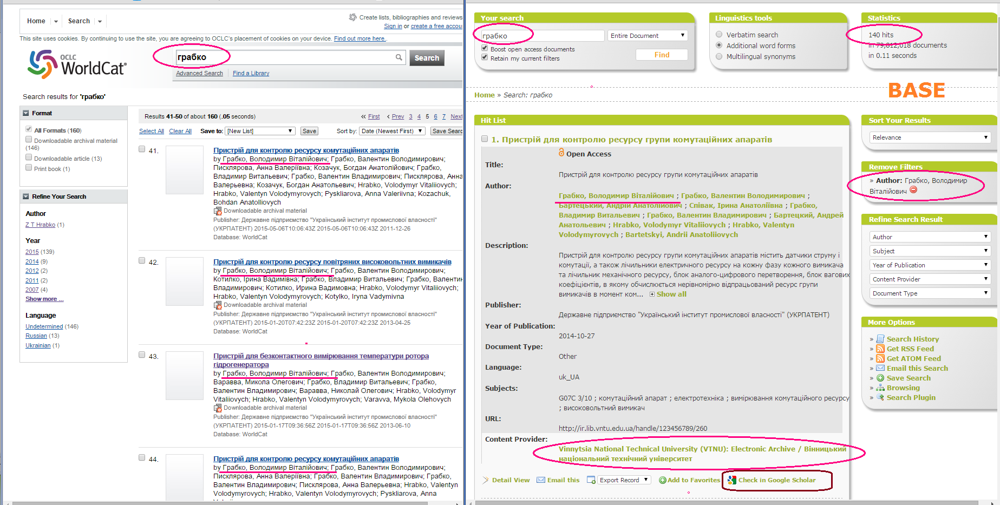 Home
Search
Create lists, bibliographies and reviews
Sign in or create a free accou
This site uses cookies. By continuing to use the site, you are agreeing to OCLC's placement of cookies on your device. Find out more here..
OCLC
WorldCat®
грабко
Search
Advanced Search
Find a Library
Search results for 'грабко'
Format
All Formats (160)
Downloadable archival material
(146)
Downloadable article (13)
Print book (1)
Refine Your Search
Author
Z T Hrabko (1)
Year
2015 (139)
2014 (9)
2012 (2)
2011 (2)
2007 (4)
Show more ...
Language
Undetermined (146)
Russian (13)
Ukrainian (1)
Results 41-50 of about 160 (.05 seconds)
« First ‹ Prev 3 4 5 6 7 Next
Select All Clear All Save to: [New List] Save Sort by: Date (Newest First) Save Searc
41.
Пристрій для контролю ресурсу комутаційних апаратів
by Грабко, Володимир Віталійович; Грабко, Валентин Володимирович;
Писклярова, Анна Валеріївна; Козачук, Богдан Анатолійович; Грабко,
Владимир Витальевич; Грабко, Валентин Владимирович; Писклярова, Анна
Валерьевна; Козачук, Богдан Анатольевич; Hrabko, Volodymyr Vitaliiovych;
Hrabko, Valentyn Volodymyrovych; Pyskliarova, Anna Valeriivna; Kozachuk,
Bohdan Anatolliovych
Downloadable archival material
Publisher: Державне підприємство "Український інститут промислової власності"
(УКРПАТЕНТ) 2015-05-06T10:06:43Z 2015-05-06T10:06:43Z 2011-12-26
Database: WorldCat
42.
Пристрій для контролю ресурсу повітряних високовольтних вимикачів
by Грабко, Володимир Віталійович; Грабко, Валентин Володимирович;
Котилко, Ірина Вадимівна; Грабко, Владимир Витальевич; Грабко, Валентин
Владимирович; Котилко, Ирина Вадимовна; Hrabko, Volodymyr Vitaliiovych;
Hrabko, Valentyn Volodymyrovych; Kotylko, Iryna Vadymivna
Downloadable archival material
Publisher: Державне підприємство "Український інститут промислової власності"
(УКРПАТЕНТ) 2015-01-20T07:42:23Z 2015-01-20T07:42:23Z 2013-04-25
Database: WorldCat
43.
Пристрій для безконтактного вимірювання температури ротора
гідрогенератора
by Грабко, Володимир Віталійович; Грабко, Валентин Володимирович;
Варавва, Микола Олегович; Грабко, Владимир Витальевич; Грабко,
Валентин Владимирович; Варавва, Николай Олегович; Hrabko, Volodymyr
Vitaliiovych; Hrabko, Valentyn Volodymyrovych; Varavva, Mykola Olehovych
Downloadable archival material
Publisher: Державне підприємство "Український інститут промислової власності"
(УКРПАТЕНТ) 2015-01-17T09:36:56Z 2015-01-17T09:36:56Z 2013-06-10
Database: WorldCat
44.
Пристрій для контролю ресурсу комутаційних апаратів
by Грабко, Володимир Віталійович; Грабко, Валентин Володимирович;
Писклярова, Анна Валеріївна; Грабко, Владимир Витальевич; Грабко,
Валентин Владимирович; Писклярова, Анна Валерьевна; Hrabko, Volodymyr
Vitaliiovych; Hrabko, Valentyn Volodymyrovych; Pyskliarova, Anna
Your search
грабко
Entire Document
Boost open access documents
Retain my current filters
Find
Linguistics tools
Verbatim search
Additional word forms
Multilingual synonyms
Statistics
140 hits
in 79,812,018 documents
in 0.11 seconds
BASE
Home » Search: грабко
Hit List
1. Пристрій для контролю ресурсу групи комутаційних апаратів
Open Access
Title:
Пристрій для контролю ресурсу групи комутаційних апаратів
Author:
Грабко, Володимир Віталійович ; Грабко, Валентин Володимирович ;
Бартецький, Андрій Анатолійович ; Співак, Ірина Анатоліївна ; Грабко,
Владимир Витальевич ; Грабко, Валентин Владимирович ; Бартецкий, Андрей
Анатольевич ; Hrabko, Volodymyr Vitaliiovych ; Hrabko, Valentyn
Volodymyrovych ; Bartetskyi, Andrii Anatoliiovych
Description:
Пристрій для контролю ресурсу групи комутаційних апаратів містить датчики струму і
комутації, а також лічильники електричного ресурсу на кожну фазу кожного вимикача
та лічильник механічного ресурсу, блок аналого-цифрового перетворення, блок вагових
коефіцієнтів, в якому обчислюється нерівномірно відпрацьований ресурс групи
вимикачів в момент ком... Show all
Publisher:
Державне підприємство "Український інститут промислової власності" (УКРПАТЕНТ)
Year of Publication:
2014-10-27
Document Type:
Other
Language:
uk_UA
Subjects:
G07C 3/10 ; комутаційний апарат ; електротехніка ; вимірювання комутаційного ресурсу
; високовольтний вимикач
URL:
http://ir.lib.vntu.edu.ua/handle/123456789/260
Content Provider:
Vinnytsia National Technical University (VTNU): Electronic Archive / Вінницький
національний технічний університет
Detail View Email this Export Record Add to Favorites Check in Google Scholar
Sort Your Results
Relevance
Remove Filters
» Author: Грабко, Володимир
Віталійович
Refine Search Result
Author
Subject
Year of Publication
Content Provider
Document Type
More Options
» Search History
» Get RSS Feed
» Get ATOM Feed
» Email this Search
» Save Search
» Browsing
» Search Plugin